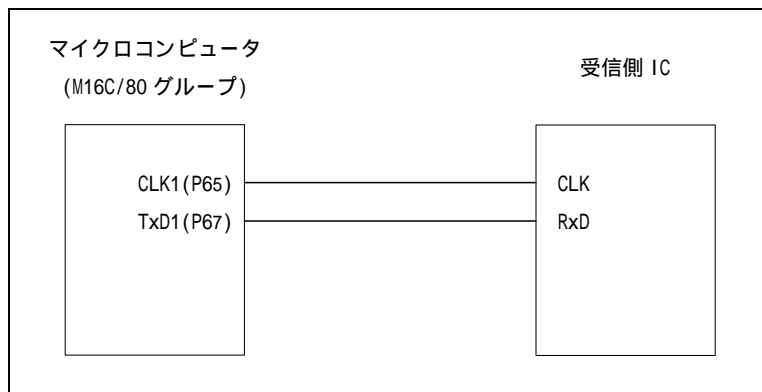 マイクロコンピュータ
(M16C/80 グループ)
受信側 IC
CLK1(P65)
CLK
TxD1(P67)
RxD